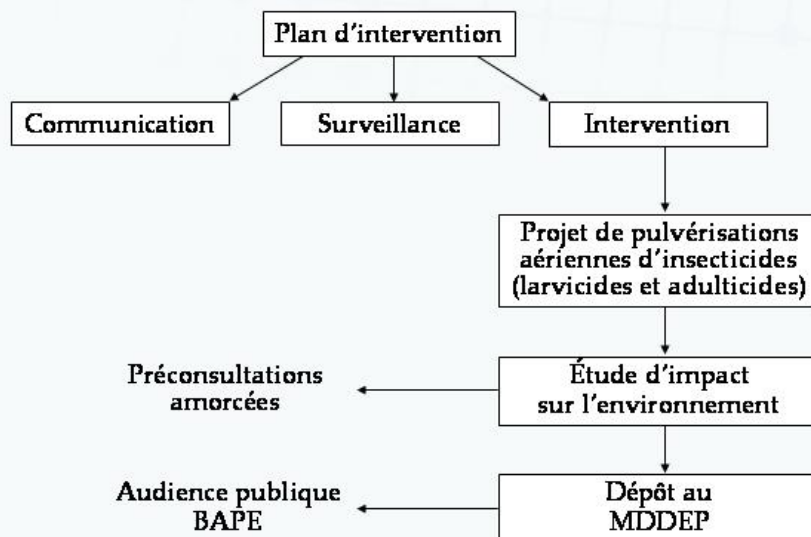 Plan d'intervention
Communication
Surveillance
Intervention
Projet de pulvérisations
aériennes d'insecticides
(larvicides et adulticides)
Préconsultations
amorcées
Étude d'impact
sur l'environnement
Audience publique
BAPE
Dépôt au
MDDEP